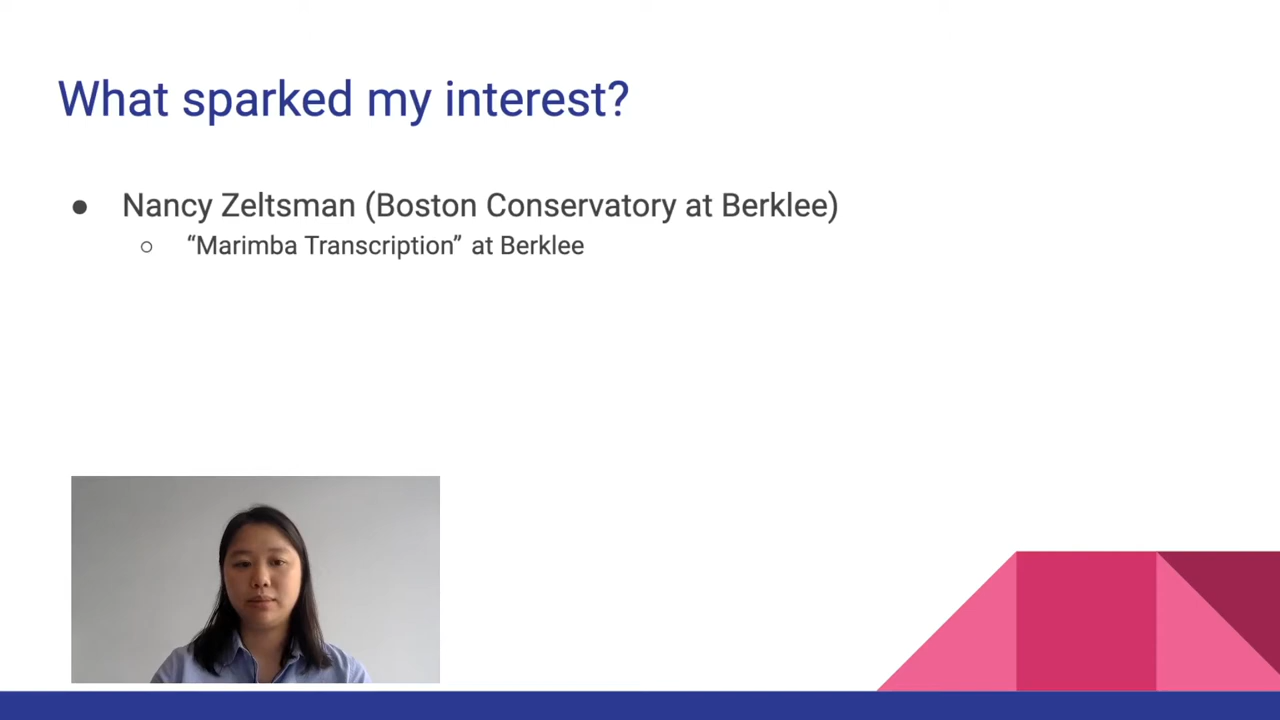 What sparked my interest?
● Nancy Zeltsman (Boston Conservatory at Berklee)
○ “Marimba Transcription” at Berklee